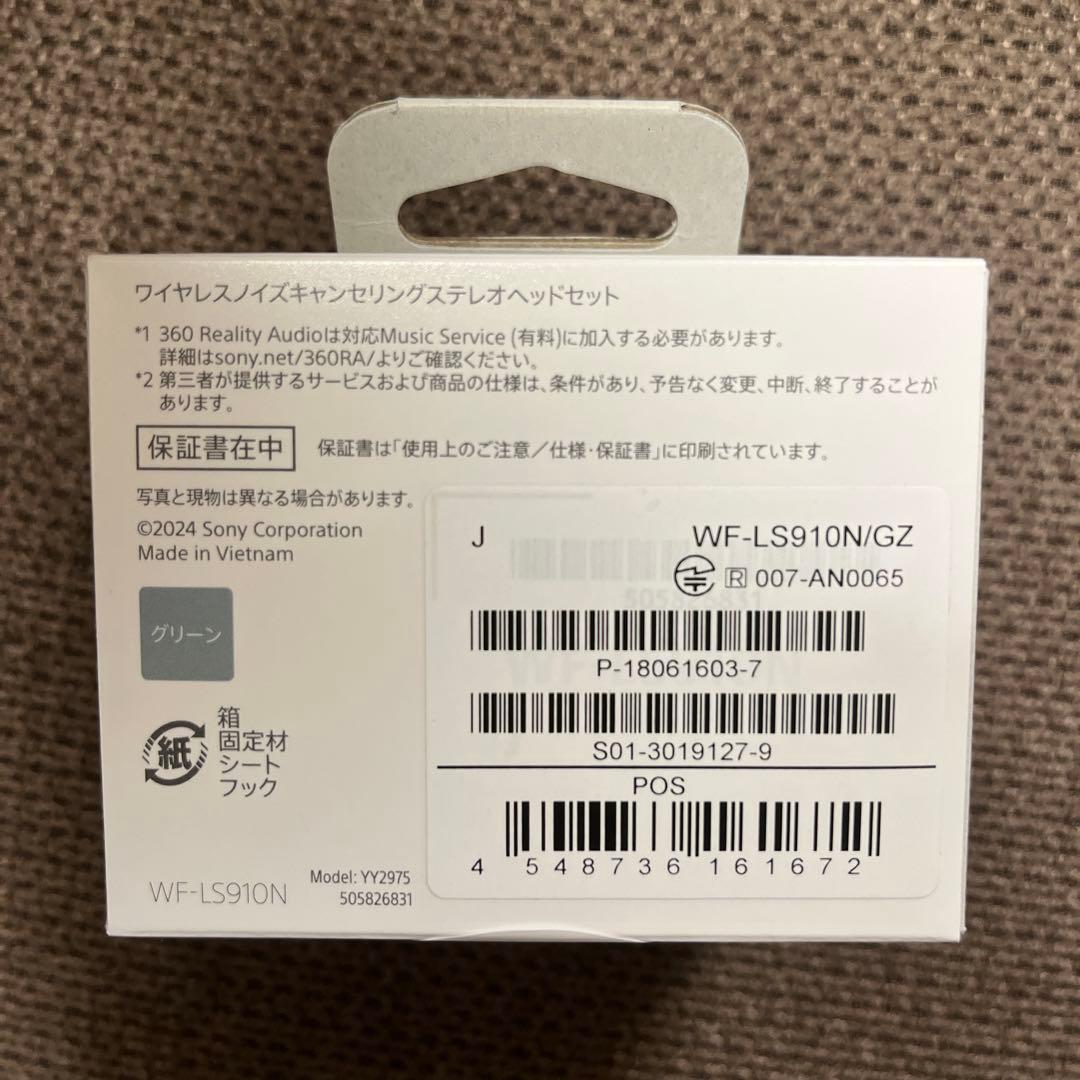 ワイヤレスノイズキャンセリングステレオヘッドセット
*1 360 Reality Audioは対応Music Service (有料)に加入する必要があります。
詳細はsony.net/360RA/よりご確認ください。
*2 第三者が提供するサービスおよび商品の仕様は、条件があり、予告なく変更、中断、終了することが
あります。
保証書在中
保証書は「使用上のご注意／仕様・保証書」に印刷されています。
写真と現物は異なる場合があります。
©2024 Sony Corporation
Made in Vietnam
グリーン
紙
箱
固定材
シート
フック
WF-LS910N
Model: YY2975
505826831
J WF-LS910N/GZ
R 007-AN0065
P-18061603-7
S01-3019127-9
POS
4 548736 161672